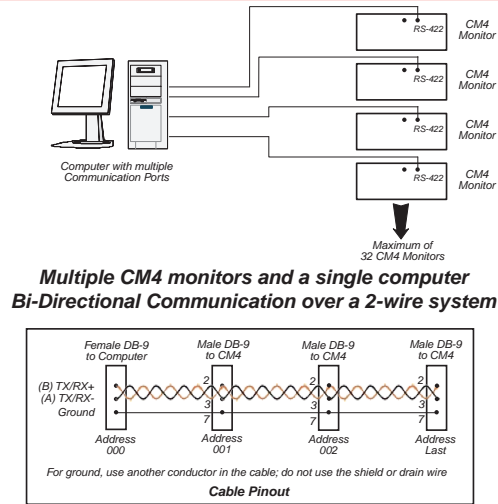 RS-422
CM4
Monitor
RS-422
CM4
Monitor
RS-422
CM4
Monitor
RS-422
CM4
Monitor
Computer with multiple
Communication Ports
Maximum of
32 CM4 Monitors
Multiple CM4 monitors and a single computer
Bi-Directional Communication over a 2-wire system
Female DB-9
to Computer
Male DB-9
to CM4
Male DB-9
to CM4
Male DB-9
to CM4
(B) TX/RX+
(A) TX/RX-
Ground
2
3
7
2
3
7
2
3
7
Address
000
Address
001
Address
002
Address
Last
For ground, use another conductor in the cable; do not use the shield or drain wire
Cable Pinout